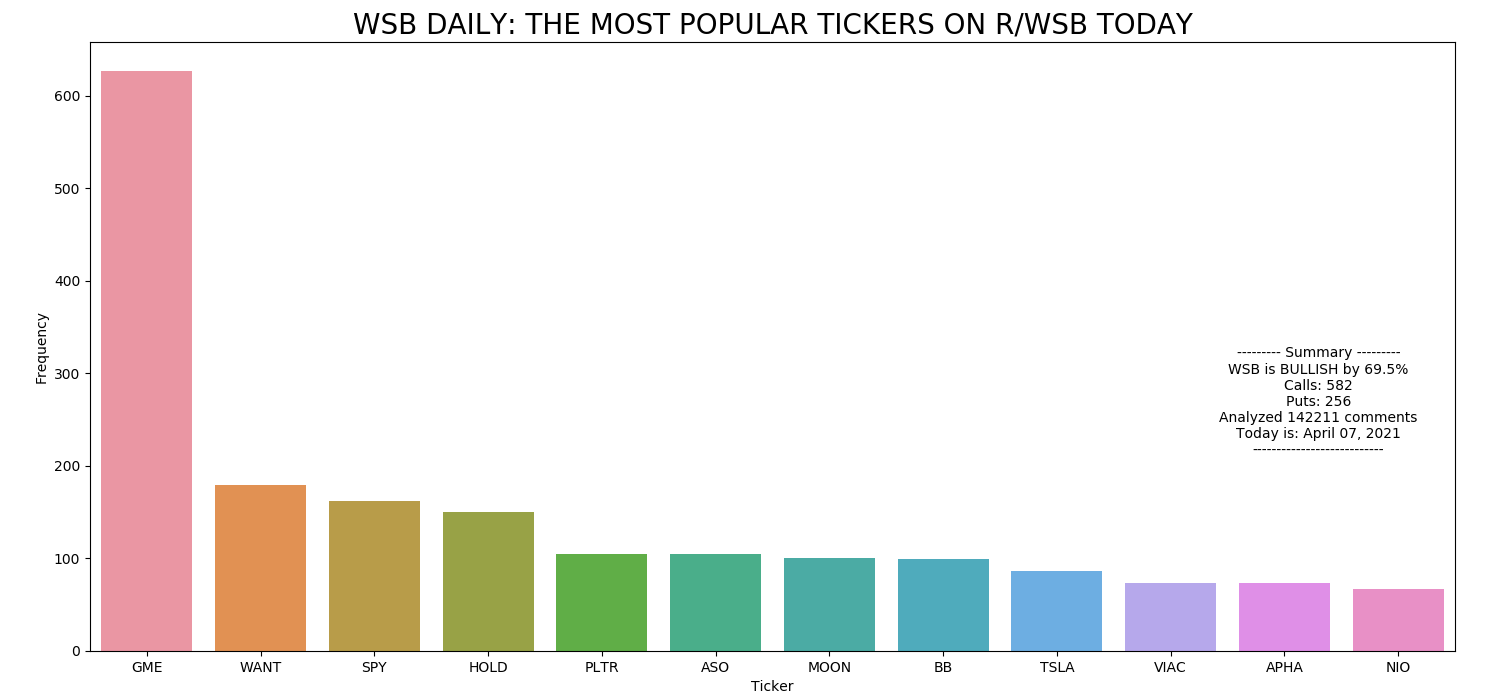 WSB DAILY: THE MOST POPULAR TICKERS ON R/WSB TODAY
600
500
400
300
200
100
0
Frequency
--------- Summary ---------
WSB is BULLISH by 69.5%
Calls: 582
Puts: 256
Analyzed 142211 comments
Today is: April 07, 2021
---------------------------
GME WANT SPY HOLD PLTR ASO MOON BB TSLA VIAC APHA NIO
Ticker